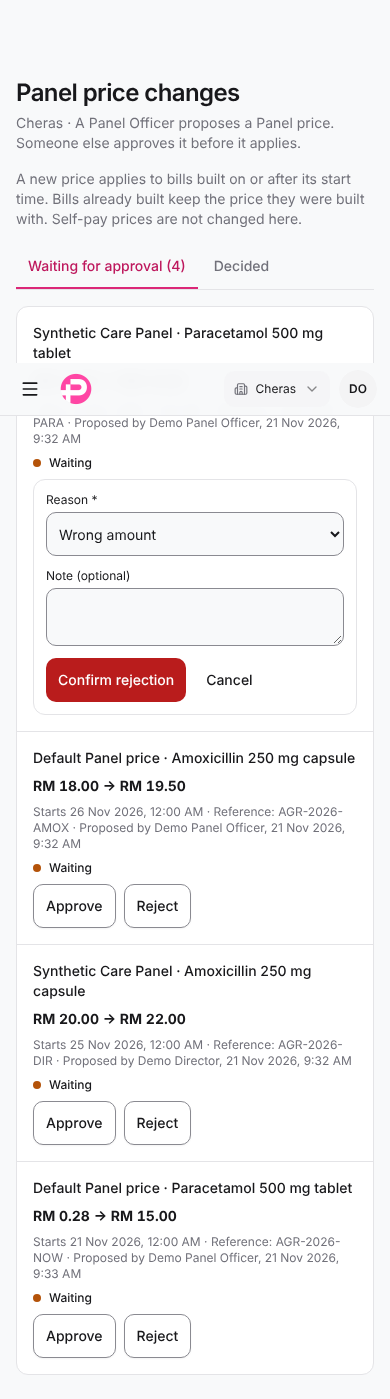 Panel price changes
Cheras · A Panel Officer proposes a Panel price.
Someone else approves it before it applies.
A new price applies to bills built on or after its start
time. Bills already built keep the price they were built
with. Self-pay prices are not changed here.
Waiting for approval (4)
Decided
Synthetic Care Panel · Paracetamol 500 mg
tablet
Cheras
DO
PARA · Proposed by Demo Panel Officer, 21 Nov 2026,
9:32 AM
Waiting
Reason *
Wrong amount
Note (optional)
Confirm rejection
Cancel
Default Panel price · Amoxicillin 250 mg capsule
RM 18.00 → RM 19.50
Starts 26 Nov 2026, 12:00 AM · Reference: AGR-2026-
AMOX · Proposed by Demo Panel Officer, 21 Nov 2026,
9:32 AM
Waiting
Approve
Reject
Synthetic Care Panel · Amoxicillin 250 mg
capsule
RM 20.00 → RM 22.00
Starts 25 Nov 2026, 12:00 AM · Reference: AGR-2026-
DIR · Proposed by Demo Director, 21 Nov 2026, 9:32 AM
Waiting
Approve
Reject
Default Panel price · Paracetamol 500 mg tablet
RM 0.28 → RM 15.00
Starts 21 Nov 2026, 12:00 AM · Reference: AGR-2026-
NOW · Proposed by Demo Panel Officer, 21 Nov 2026,
9:33 AM
Waiting
Approve
Reject